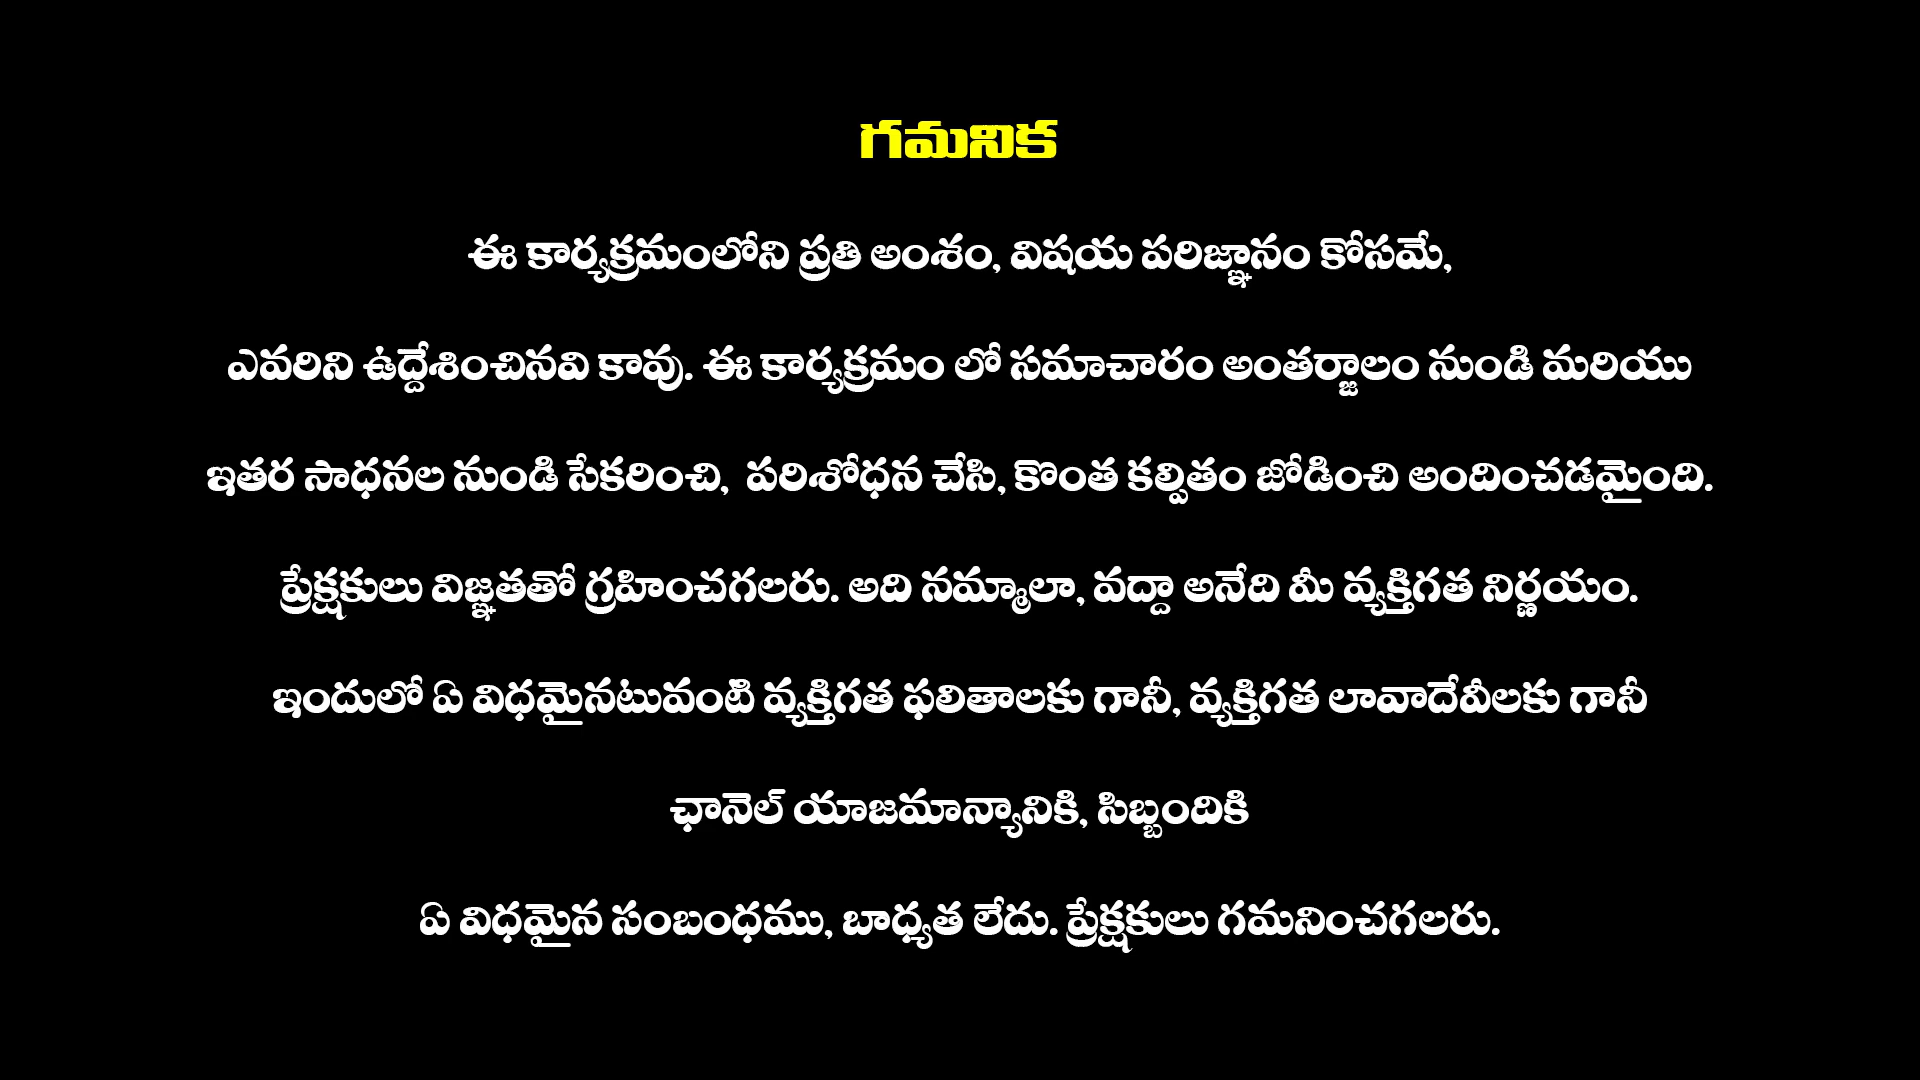 గమనిక
ఈ కార్యక్రమంలోని ప్రతి అంశం, విషయ పరిజ్ఞానం కోసమే,
ఎవరిని ఉద్దేశించినవి కావు. ఈ కార్యక్రమం లో సమాచారం అంతర్జాలం నుండి మరియు
ఇతర సాధనల నుండి సేకరించి, పరిశోధన చేసి, కొంత కల్పితం జోడించి అందించడమైంది.
ప్రేక్షకులు విజ్ఞతతో గ్రహించగలరు. అది నమ్మాలా, వద్దా అనేది మీ వ్యక్తిగత నిర్ణయం.
ఇందులో ఏ విధమైనటువంటి వ్యక్తిగత ఫలితాలకు గానీ, వ్యక్తిగత లావాదేవీలకు గానీ
ఛానెల్ యాజమాన్యానికి, సిబ్బందికి
ఏ విధమైన సంబంధము, బాధ్యత లేదు. ప్రేక్షకులు గమనించగలరు.